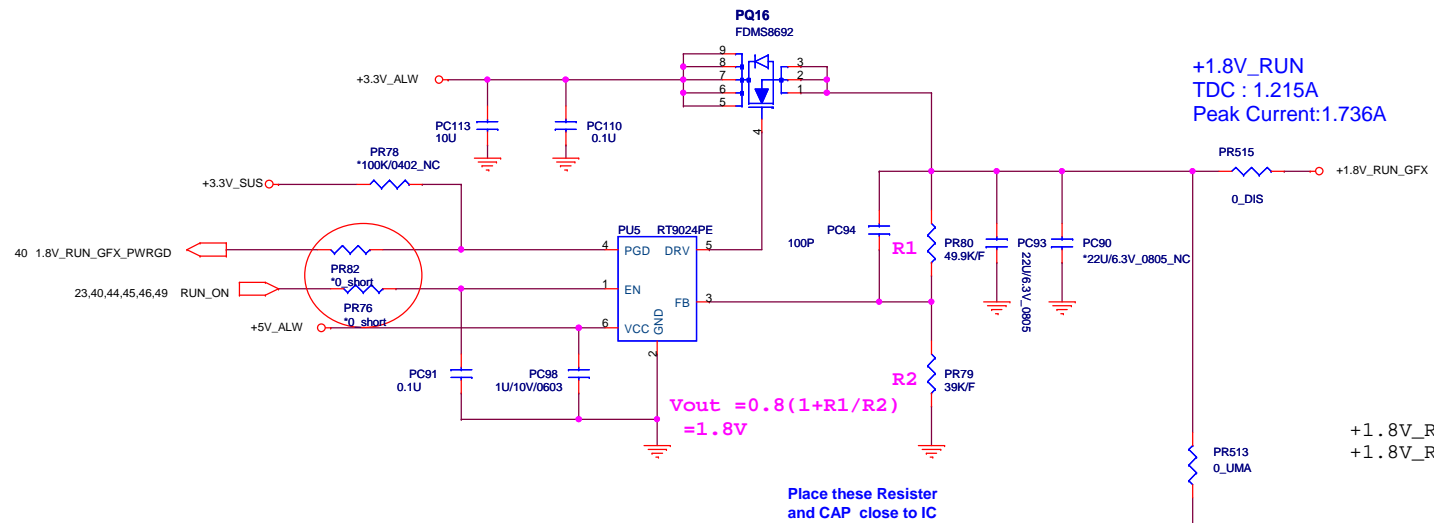 PQ16
FDMS8692
9
8
7
6
5
3
2
1
4
+3.3V_ALW
+1.8V_RUN
TDC : 1.215A
Peak Current:1.736A
PC113
10U
PC110
0.1U
PR78
*100K/0402_NC
+3.3V_SUS
PR515
0_DIS
+1.8V_RUN_GFX
40 1.8V_RUN_GFX_PWRGD
PR82
*0_short
23,40,44,45,46,49 RUN_ON
PR76
*0_short
+5V_ALW
PU5 RT9024PE
4 PGD DRV 5
1 EN
FB 3
6 VCC
GND
2
PC94
100P
R1
PR80
49.9K/F
PC93
22U/6.3V_0805
PC90
*22U/6.3V_0805_NC
PC91
0.1U
PC98
1U/10V/0603
R2
PR79
39K/F
Vout =0.8(1+R1/R2)
=1.8V
PR513
0_UMA
+1.8V_R
+1.8V_R
Place these Resister
and CAP close to IC